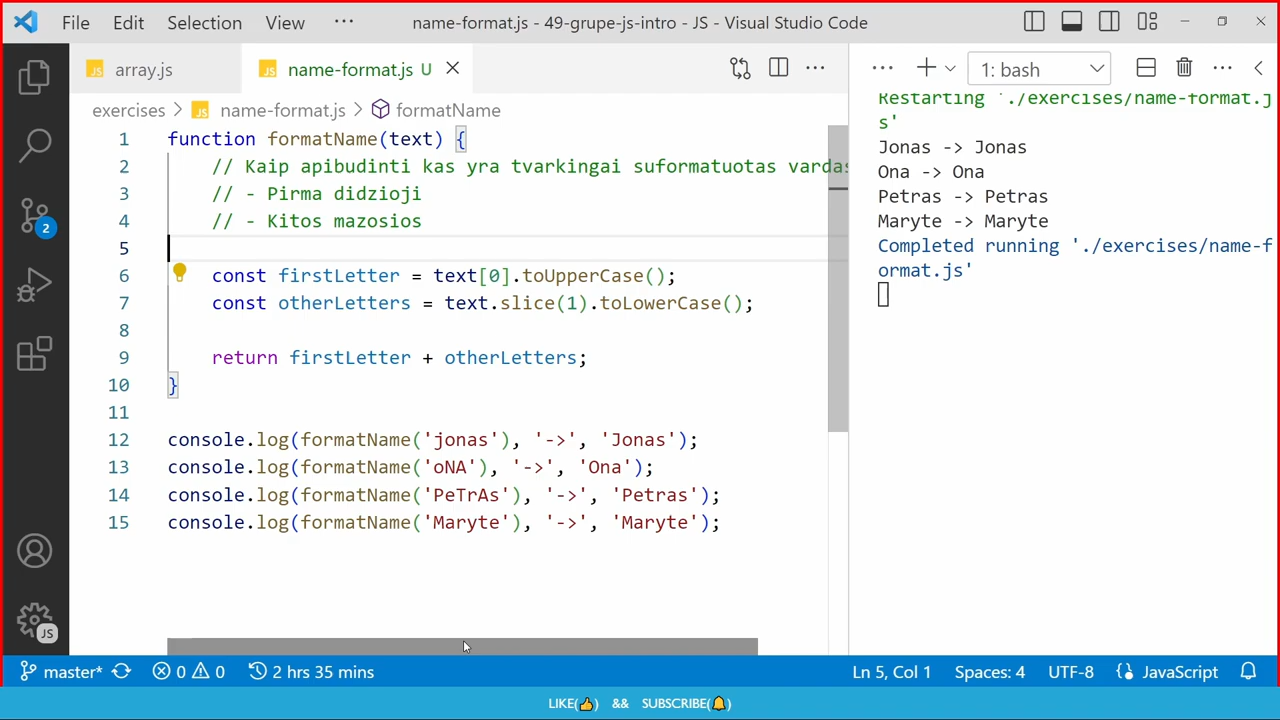 File Edit Selection View ··· name-format.js - 49-grupe-js-intro - JS - Visual Studio Code
JS array.js JS name-format.js U
exercises > JS name-format.js > formatName
1 function formatName(text) {
2 // Kaip apibudinti kas yra tvarkingai suformatuotas vardas
3 // - Pirma didzioji
4 // - Kitos mazosios
5
6 const firstLetter = text[0].toUpperCase();
7 const otherLetters = text.slice(1).toLowerCase();
8
9 return firstLetter + otherLetters;
10 }
11
12 console.log(formatName('jonas'), '->', 'Jonas');
13 console.log(formatName('oNA'), '->', 'Ona');
14 console.log(formatName('PeTrAs'), '->', 'Petras');
15 console.log(formatName('Maryte'), '->', 'Maryte');
··· 1: bash ···
Restarting './exercises/name-format.j
s'
Jonas -> Jonas
Ona -> Ona
Petras -> Petras
Maryte -> Maryte
Completed running './exercises/name-f
ormat.js'
2
JS
master* 0 0 2 hrs 35 mins Ln 5, Col 1 Spaces: 4 UTF-8 {} JavaScript
LIKE(👍) && SUBSCRIBE(🔔)